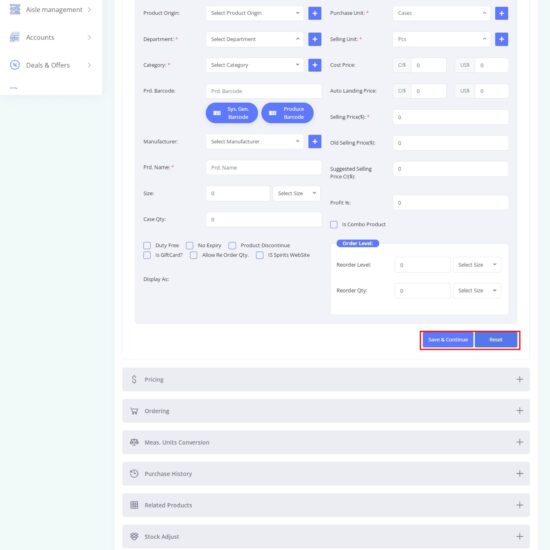 Aisle management
Accounts
Deals & Offers
Product Origin:
Select Product Origin
Purchase Unit: *
Cases
Department: *
Select Department
Selling Unit: *
Pcs
Category: *
Select Category
Cost Price:
CI$
0
US$
0
Prd. Barcode:
Prd. Barcode
Auto Landing Price:
CI$
0
US$
0
Sys. Gen.
Barcode
Produce
Barcode
Selling Price($): *
0
Manufacturer:
Select Manufacturer
Old Selling Price($):
0
Prd. Name: *
Prd. Name
Suggested Selling
Price CI($):
0
Size:
0
Select Size
Profit %:
0
Case Qty:
0
Is Combo Product
Duty Free
No Expiry
Product Discontinue
Is GiftCard?
Allow Re Order Qty.
IS Spirits WebSite
Order Level:
Reorder Level:
0
Select Size
Display As:
Reorder Qty:
0
Select Size
Save & Continue
Reset
Pricing
Ordering
Meas. Units Conversion
Purchase History
Related Products
Stock Adjust